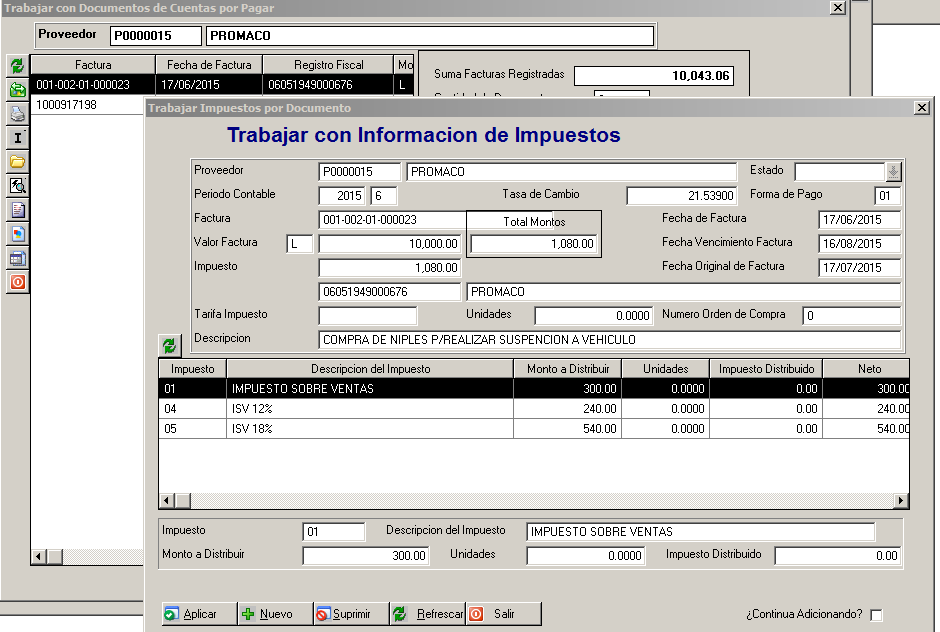 Trabajar con Documentos de Cuentas por Pagar
Proveedor P0000015 PROMACO
Factura Fecha de Factura Registro Fiscal Mo
001-002-01-000023 17/06/2015 06051949000676 L
1000917198
Suma Facturas Registradas 10,043.06
Trabajar Impuestos por Documento
Trabajar con Informacion de Impuestos
Proveedor P0000015 PROMACO Estado
Periodo Contable 2015 6 Tasa de Cambio 21.53900 Forma de Pago 01
Factura 001-002-01-000023 Total Montos Fecha de Factura 17/06/2015
Valor Factura L 10,000.00 1,080.00 Fecha Vencimiento Factura 16/08/2015
Impuesto 1,080.00 Fecha Original de Factura 17/07/2015
06051949000676 PROMACO
Tarifa Impuesto Unidades 0.0000 Numero Orden de Compra 0
Descripcion COMPRA DE NIPLES P/REALIZAR SUSPENCION A VEHICULO
Impuesto Descripcion del Impuesto Monto a Distribuir Unidades Impuesto Distribuido Neto
01 IMPUESTO SOBRE VENTAS 300.00 0.0000 0.00 300.00
04 ISV 12% 240.00 0.0000 0.00 240.00
05 ISV 18% 540.00 0.0000 0.00 540.00
Impuesto 01 Descripcion del Impuesto IMPUESTO SOBRE VENTAS
Monto a Distribuir 300.00 Unidades 0.0000 Impuesto Distribuido 0.00
Aplicar Nuevo Suprimir Refrescar Salir ¿Continua Adicionando?